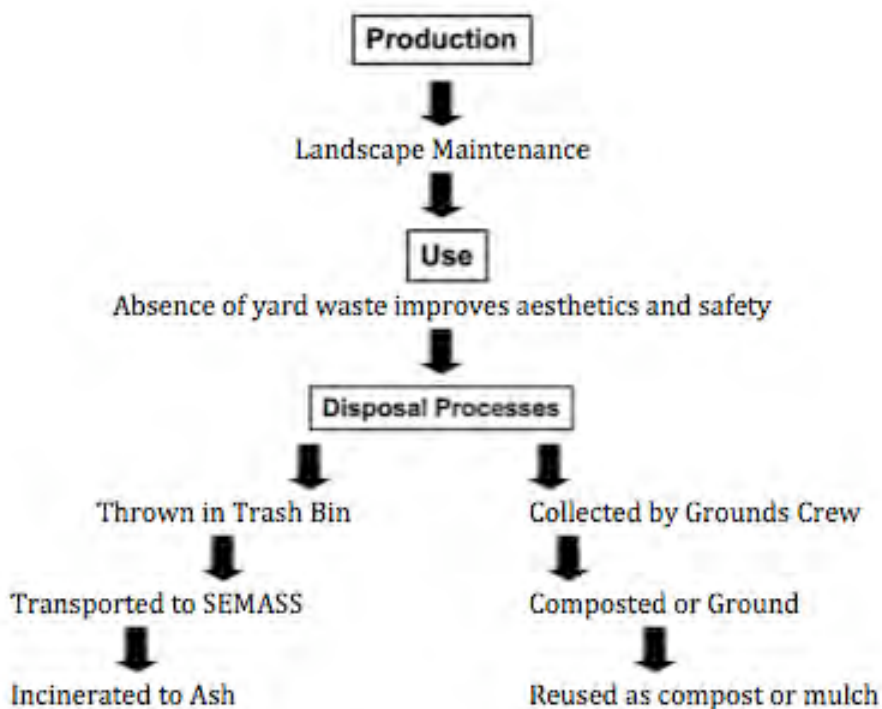 Production
Landscape Maintenance
Use
Absence of yard waste improves aesthetics and safety
Disposal Processes
Thrown in Trash Bin
Collected by Grounds Crew
Transported to SEMASS
Composted or Ground
Incinerated to Ash
Reused as compost or mulch